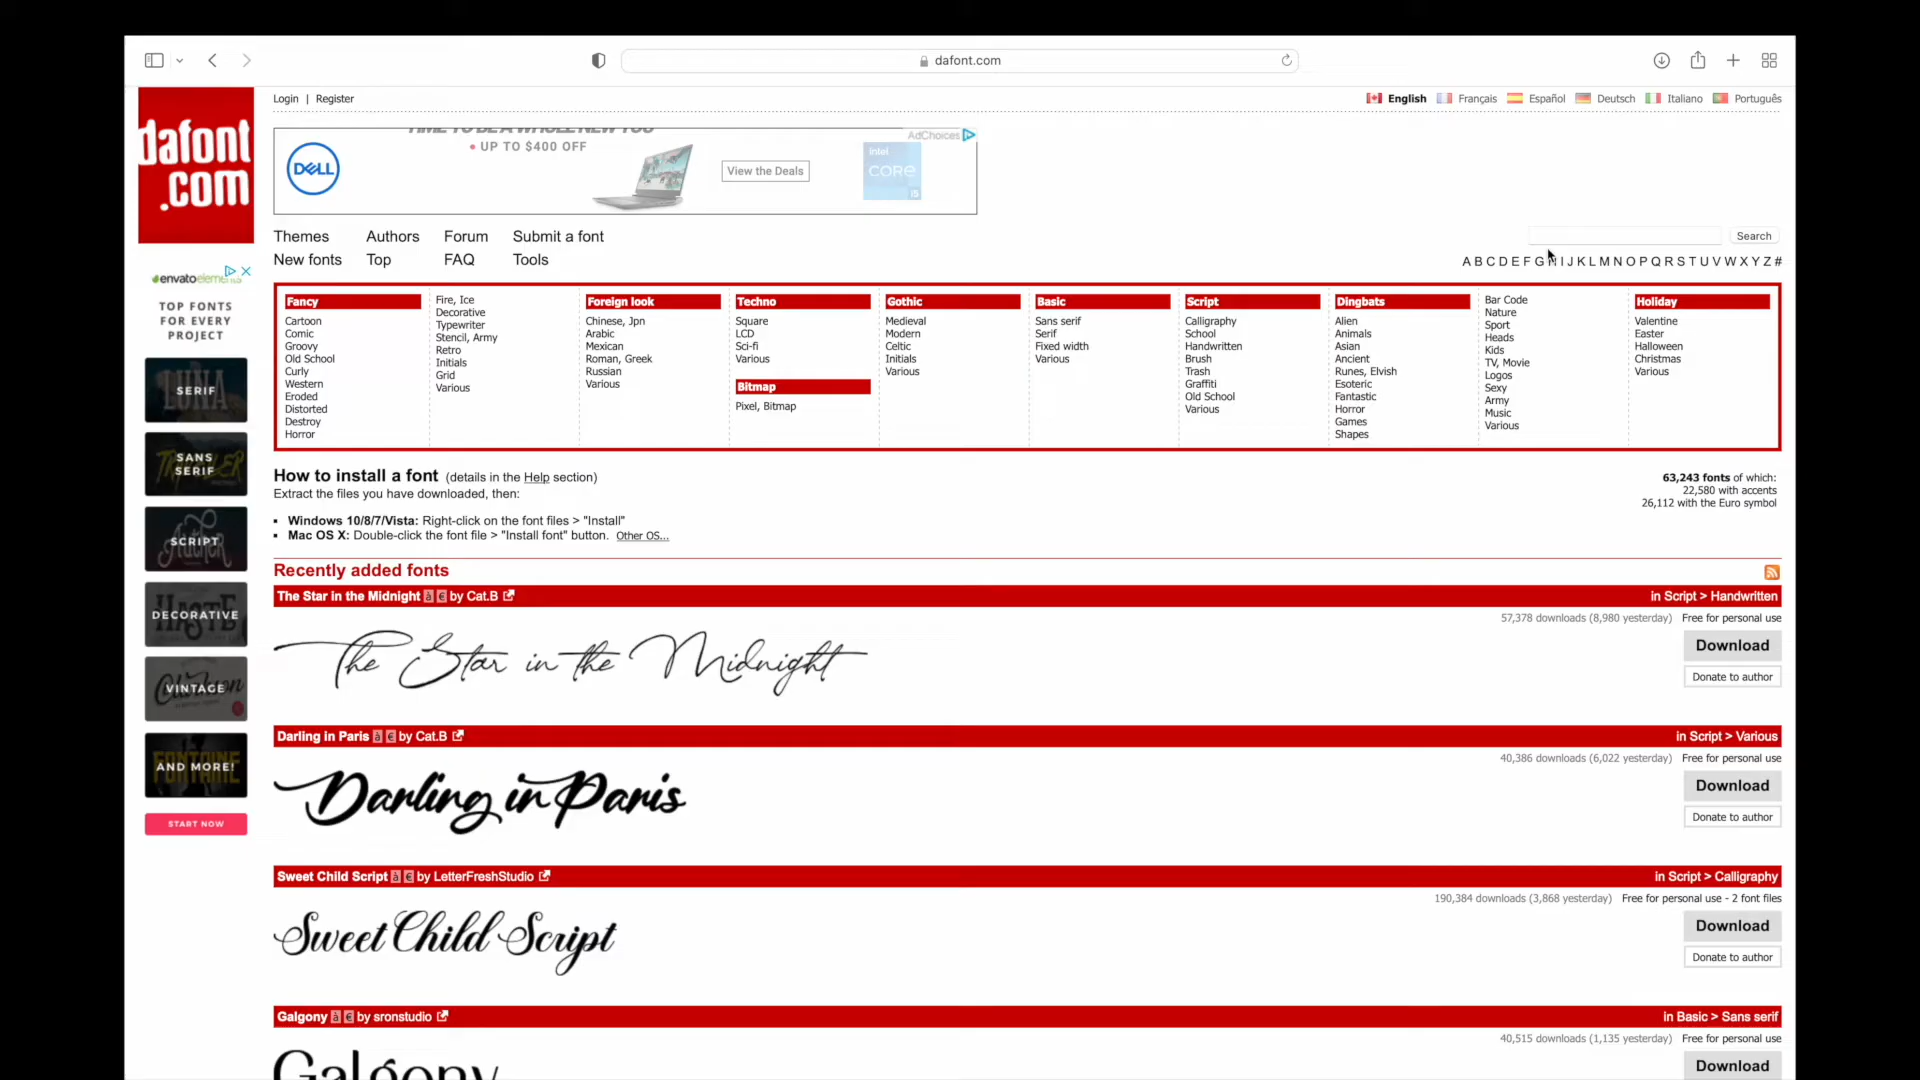 dafont.com
dafont
.com
Login | Register
English Français Español Deutsch Italiano Português
AdChoices
• UP TO $400 OFF
DELL
View the Deals
intel
CORE
i5
Themes Authors Forum Submit a font
Search
New fonts Top FAQ Tools
A B C D E F G H I J K L M N O P Q R S T U V W X Y Z #
envato elements
TOP FONTS
FOR EVERY
PROJECT
SERIF
SANS
SERIF
SCRIPT
DECORATIVE
VINTAGE
AND MORE!
START NOW
Fancy
Cartoon
Comic
Groovy
Old School
Curly
Western
Eroded
Distorted
Destroy
Horror
Fire, Ice
Decorative
Typewriter
Stencil, Army
Retro
Initials
Grid
Various
Foreign look
Chinese, Jpn
Arabic
Mexican
Roman, Greek
Russian
Various
Techno
Square
LCD
Sci-fi
Various
Bitmap
Pixel, Bitmap
Gothic
Medieval
Modern
Celtic
Initials
Various
Basic
Sans serif
Serif
Fixed width
Various
Script
Calligraphy
School
Handwritten
Brush
Trash
Graffiti
Old School
Various
Dingbats
Alien
Animals
Asian
Ancient
Runes, Elvish
Esoteric
Fantastic
Horror
Games
Shapes
Bar Code
Nature
Sport
Heads
Kids
TV, Movie
Logos
Sexy
Army
Music
Various
Holiday
Valentine
Easter
Halloween
Christmas
Various
How to install a font (details in the Help section)
Extract the files you have downloaded, then:
▪ Windows 10/8/7/Vista: Right-click on the font files > "Install"
▪ Mac OS X: Double-click the font file > "Install font" button. Other OS...
63,243 fonts of which:
22,580 with accents
26,112 with the Euro symbol
Recently added fonts
The Star in the Midnight à € by Cat.B
in Script > Handwritten
57,378 downloads (8,980 yesterday) Free for personal use
The Star in the Midnight
Download
Donate to author
Darling in Paris à € by Cat.B
in Script > Various
40,386 downloads (6,022 yesterday) Free for personal use
Darling in Paris
Download
Donate to author
Sweet Child Script à € by LetterFreshStudio
in Script > Calligraphy
190,384 downloads (3,868 yesterday) Free for personal use - 2 font files
Sweet Child Script
Download
Donate to author
Galgony à € by sronstudio
in Basic > Sans serif
40,515 downloads (1,135 yesterday) Free for personal use
Galgony
Download